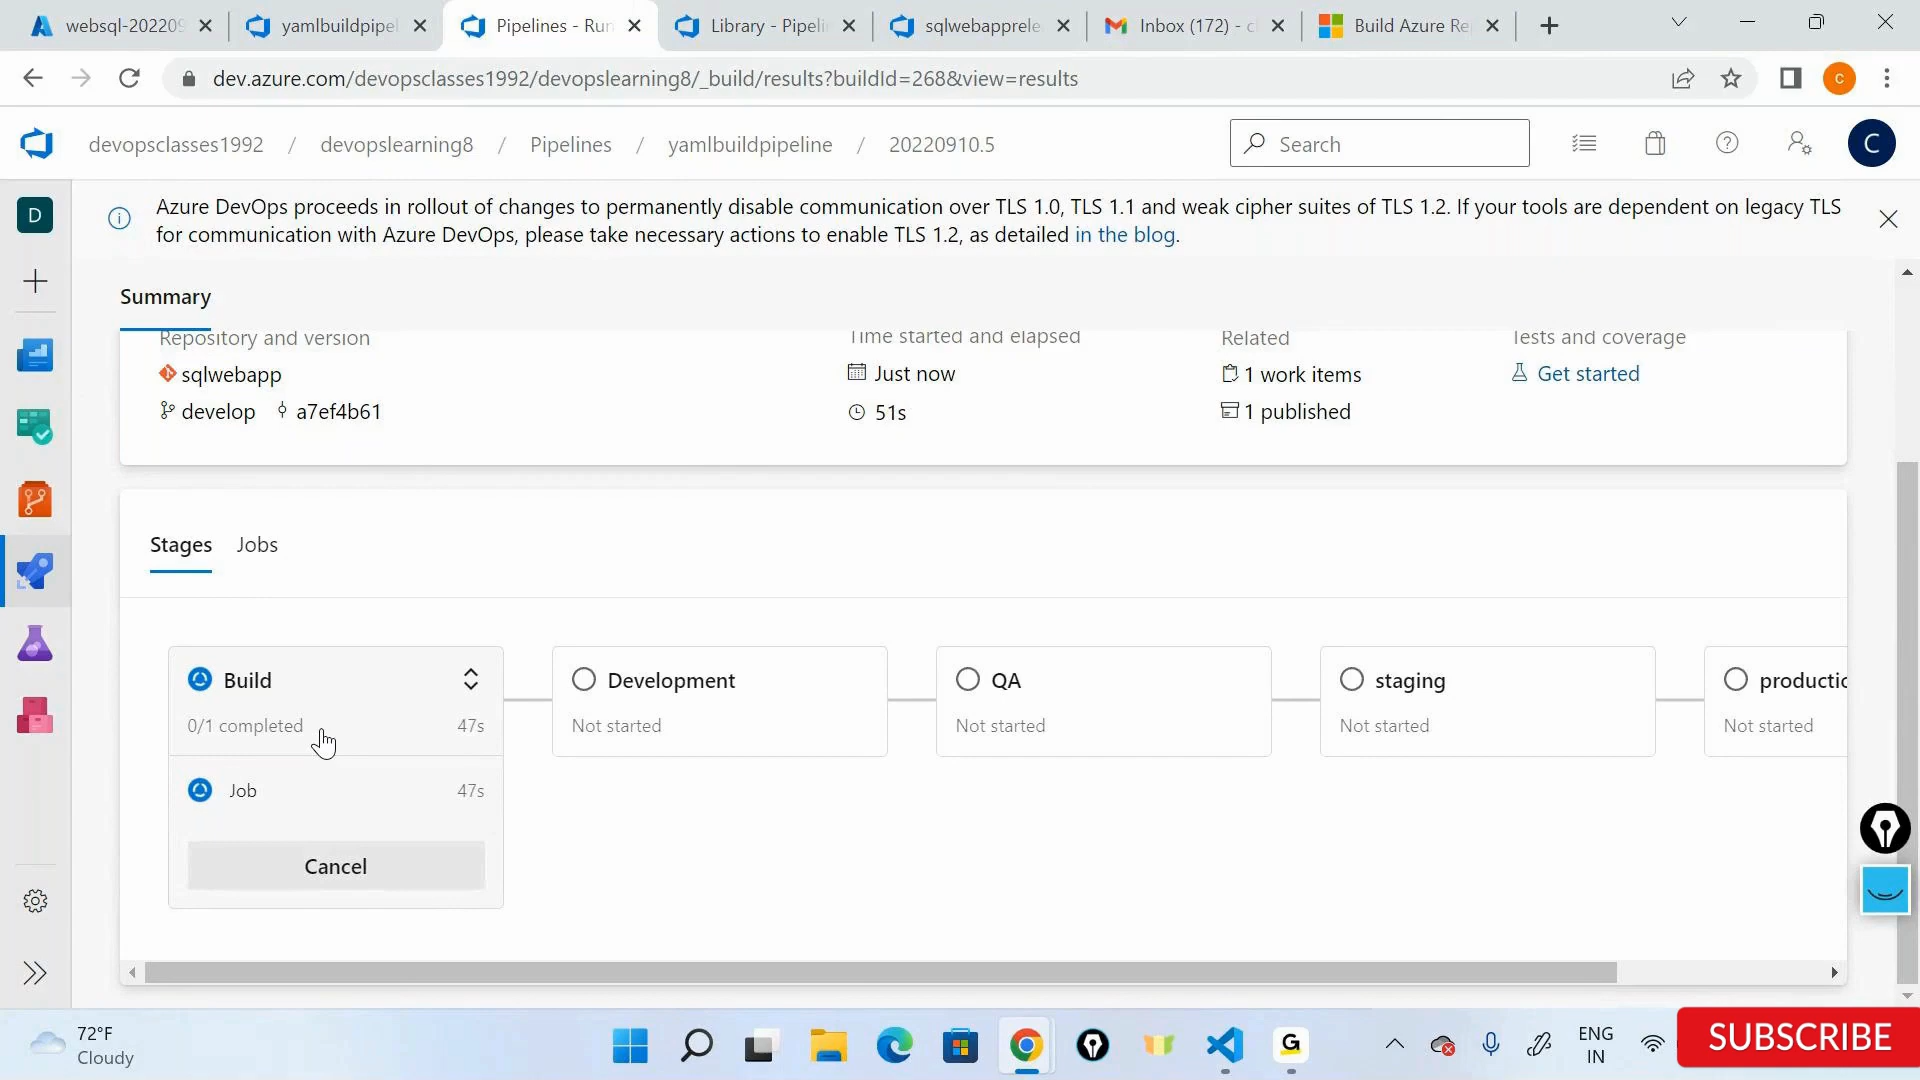 websql-202209
yamlbuildpipel
Pipelines - Run
Library - Pipelin
sqlwebapprele
Inbox (172) - c
Build Azure Re
dev.azure.com/devopsclasses1992/devopslearning8/_build/results?buildId=268&view=results
c
devopsclasses1992 / devopslearning8 / Pipelines / yamlbuildpipeline / 20220910.5
Search
C
D
Azure DevOps proceeds in rollout of changes to permanently disable communication over TLS 1.0, TLS 1.1 and weak cipher suites of TLS 1.2. If your tools are dependent on legacy TLS
for communication with Azure DevOps, please take necessary actions to enable TLS 1.2, as detailed in the blog.
Summary
Repository and version
Time started and elapsed
Related
Tests and coverage
sqlwebapp
Just now
1 work items
Get started
develop a7ef4b61
51s
1 published
Stages Jobs
Build
0/1 completed 47s
Job 47s
Cancel
Development
Not started
QA
Not started
staging
Not started
productio
Not started
72°F
Cloudy
G
ENG
IN
SUBSCRIBE